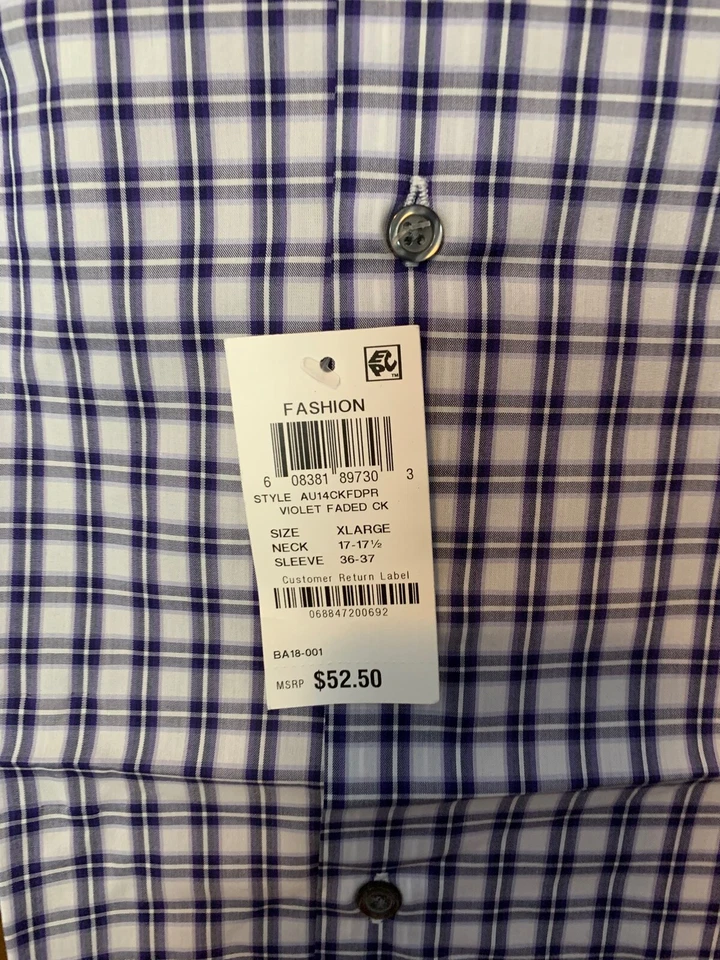 EPC™
FASHION
6 08381 89730 3
STYLE AU14CKFDPR
VIOLET FADED CK
SIZE XLARGE
NECK 17-17½
SLEEVE 36-37
Customer Return Label
068847200692
BA18-001
MSRP $52.50